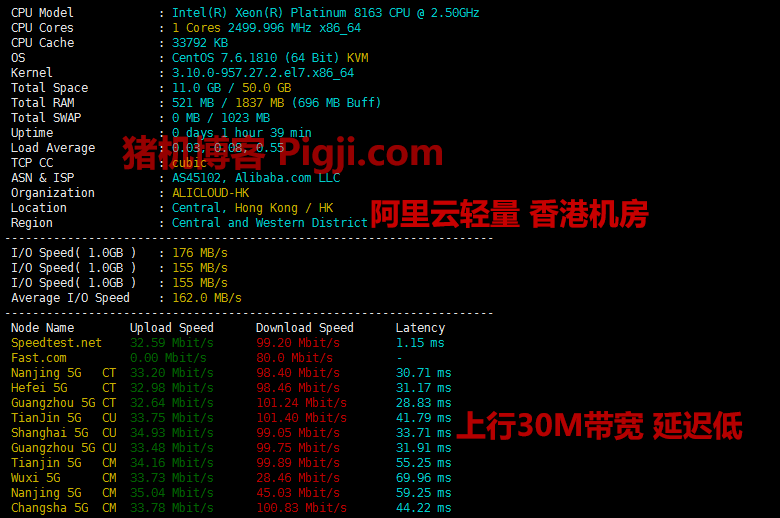 CPU Model : Intel(R) Xeon(R) Platinum 8163 CPU @ 2.50GHz
CPU Cores : 1 Cores 2499.996 MHz x86_64
CPU Cache : 33792 KB
OS : CentOS 7.6.1810 (64 Bit) KVM
Kernel : 3.10.0-957.27.2.el7.x86_64
Total Space : 11.0 GB / 50.0 GB
Total RAM : 521 MB / 1837 MB (696 MB Buff)
Total SWAP : 0 MB / 1023 MB
Uptime : 0 days 1 hour 39 min
Load Average : 0.03, 0.08, 0.55
猪机博客 Pigji.com
TCP CC : cubic
ASN & ISP : AS45102, Alibaba.com LLC
Organization : ALICLOUD-HK
Location : Central, Hong Kong / HK
Region : Central and Western District
阿里云轻量 香港机房
----------------------------------------------------------------------
I/O Speed( 1.0GB ) : 176 MB/s
I/O Speed( 1.0GB ) : 155 MB/s
I/O Speed( 1.0GB ) : 155 MB/s
Average I/O Speed : 162.0 MB/s
----------------------------------------------------------------------
Node Name Upload Speed Download Speed Latency
Speedtest.net 32.59 Mbit/s 99.20 Mbit/s 1.15 ms
Fast.com 0.00 Mbit/s 80.0 Mbit/s -
Nanjing 5G CT 33.20 Mbit/s 98.40 Mbit/s 30.71 ms
Hefei 5G CT 32.98 Mbit/s 98.46 Mbit/s 31.17 ms
Guangzhou 5G CT 32.64 Mbit/s 101.24 Mbit/s 28.83 ms
TianJin 5G CU 33.75 Mbit/s 101.40 Mbit/s 41.79 ms
Shanghai 5G CU 34.93 Mbit/s 99.05 Mbit/s 33.71 ms
上行30M带宽 延迟低
Guangzhou 5G CU 33.48 Mbit/s 99.75 Mbit/s 31.91 ms
Tianjin 5G CM 34.16 Mbit/s 99.89 Mbit/s 55.25 ms
Wuxi 5G CM 33.73 Mbit/s 28.46 Mbit/s 69.96 ms
Nanjing 5G CM 35.04 Mbit/s 45.03 Mbit/s 59.25 ms
Changsha 5G CM 33.78 Mbit/s 100.83 Mbit/s 44.22 ms